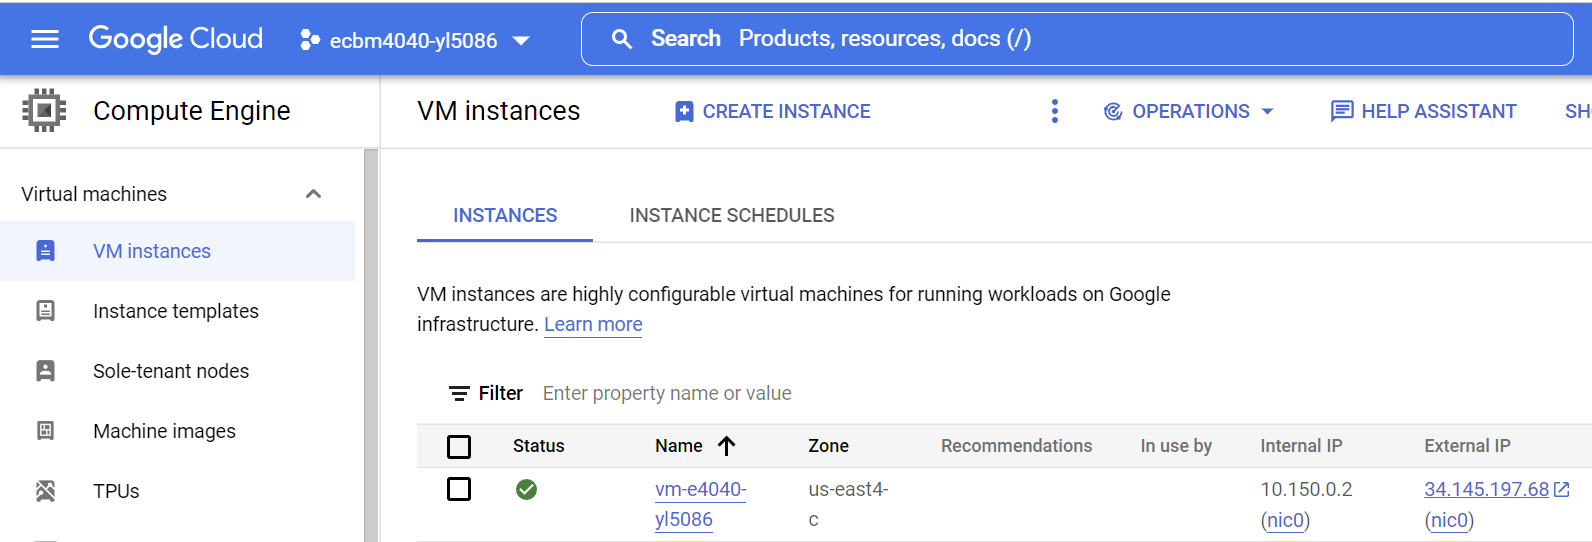 Google Cloud
ecbm4040-yl5086
Search Products, resources, docs (/)
Compute Engine
VM instances
CREATE INSTANCE
OPERATIONS
HELP ASSISTANT
Virtual machines
VM instances
Instance templates
Sole-tenant nodes
Machine images
TPUs
INSTANCES
INSTANCE SCHEDULES
VM instances are highly configurable virtual machines for running workloads on Google
infrastructure. Learn more
Filter Enter property name or value
Status Name Zone Recommendations In use by Internal IP External IP
vm-e4040- us-east4- 10.150.0.2 34.145.197.68
yl5086 c (nic0) (nic0)